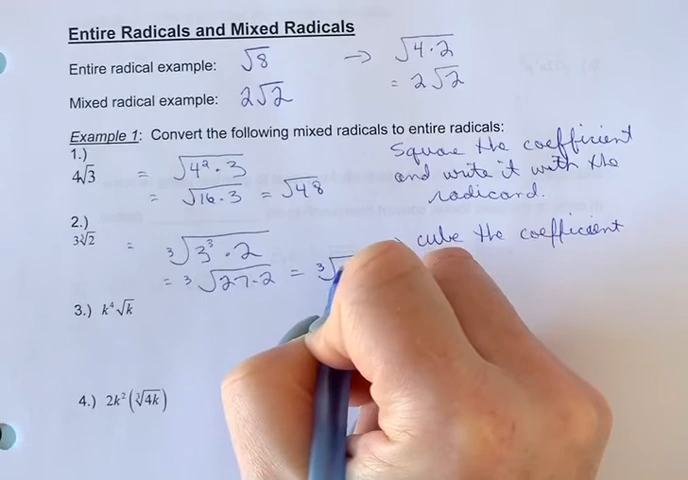 Entire Radicals and Mixed Radicals
Entire radical example: √8 → √4·2
= 2√2
Mixed radical example: 2√2
Example 1: Convert the following mixed radicals to entire radicals:
1.)
4√3 = √4²·3
= √16·3 = √48
Square the coefficient
and write it with the
radicand.
2.)
3∛2 = ∛3³·2
= ∛27·2 = ∛
cube the coefficient
3.) k⁴√k
4.) 2k²(∛4k)